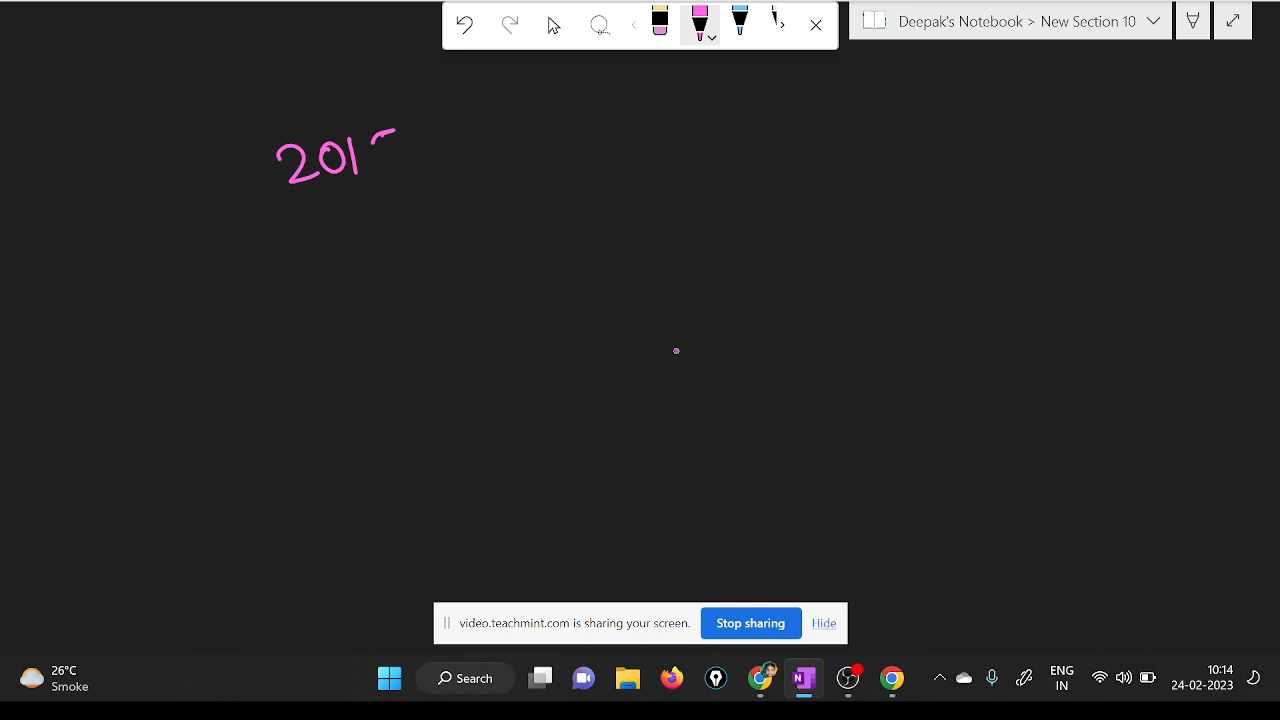 Deepak's Notebook > New Section 10
201
video.teachmint.com is sharing your screen. Stop sharing Hide
26°C
Smoke
Search
ENG
IN
10:14
24-02-2023